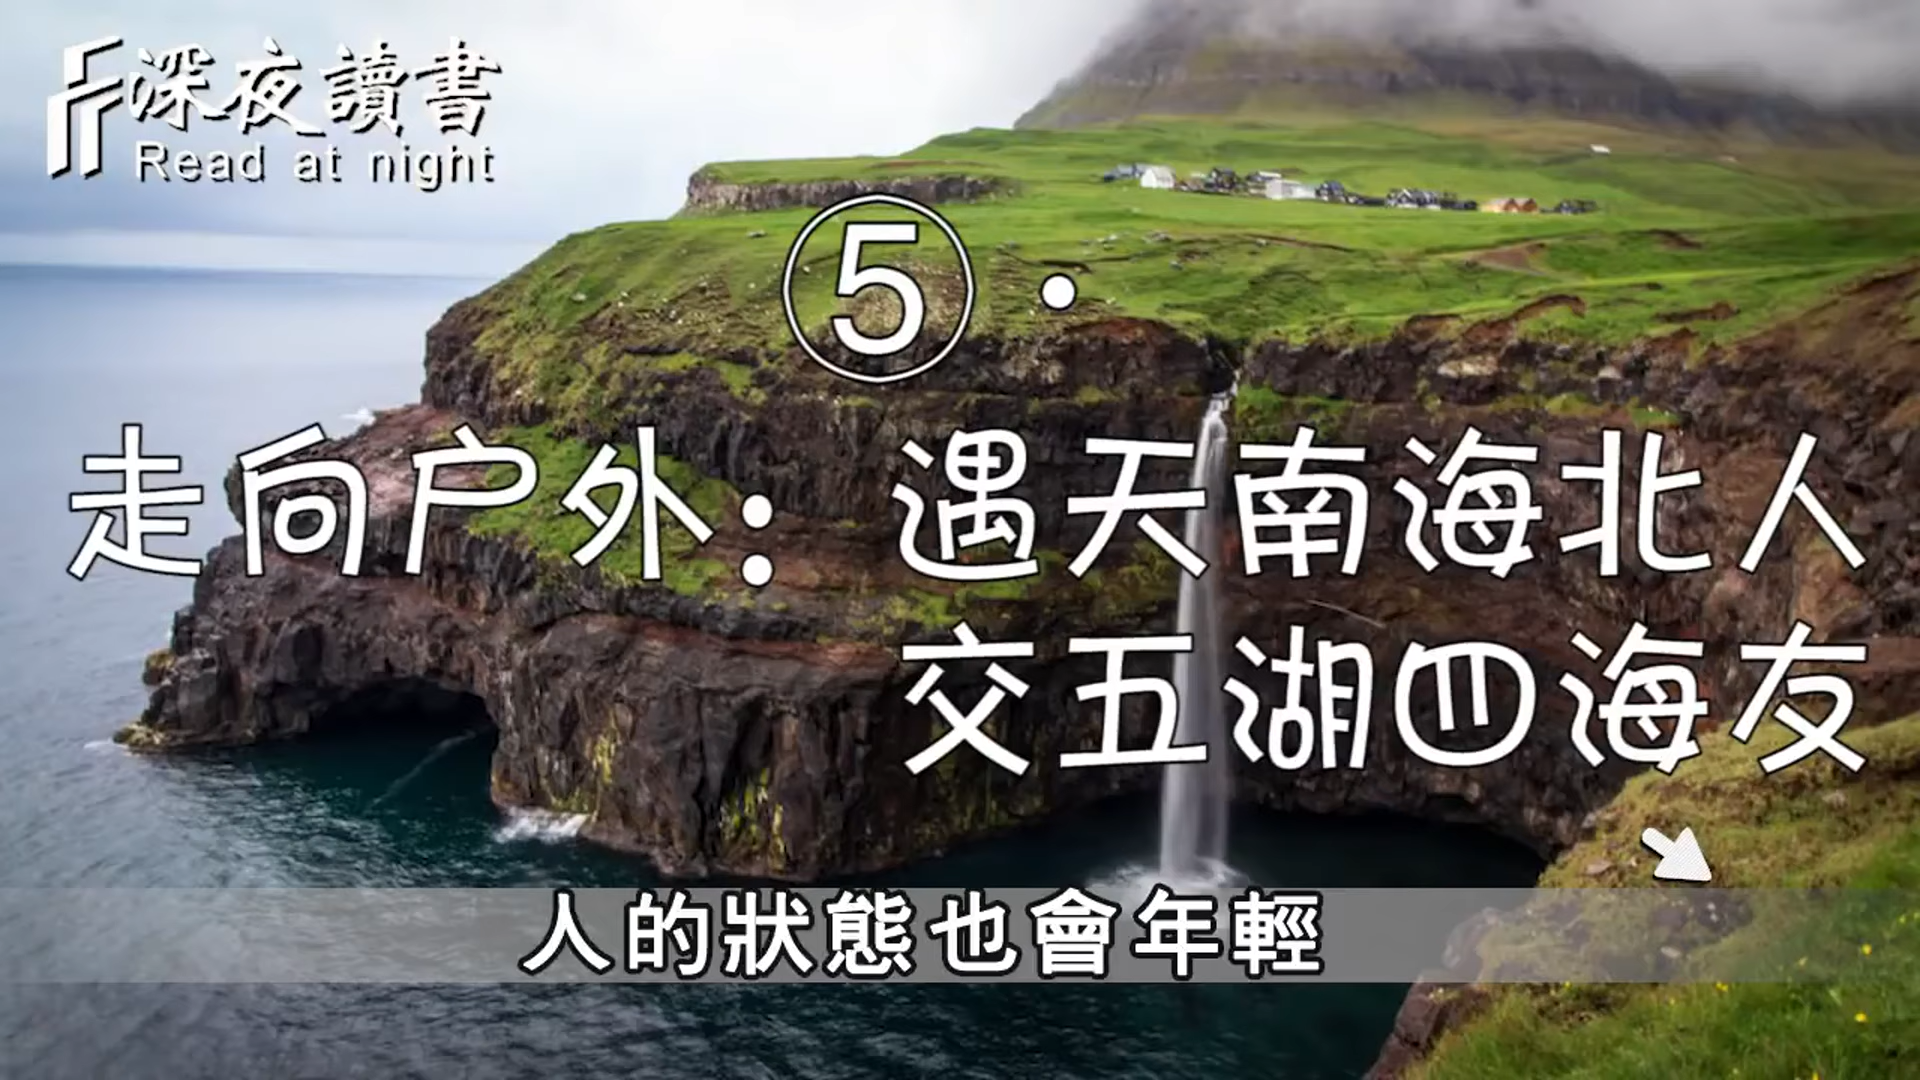 深夜讀書
Read at night
⑤·
走向户外：遇天南海北人
交五湖四海友
人的狀態也會年輕